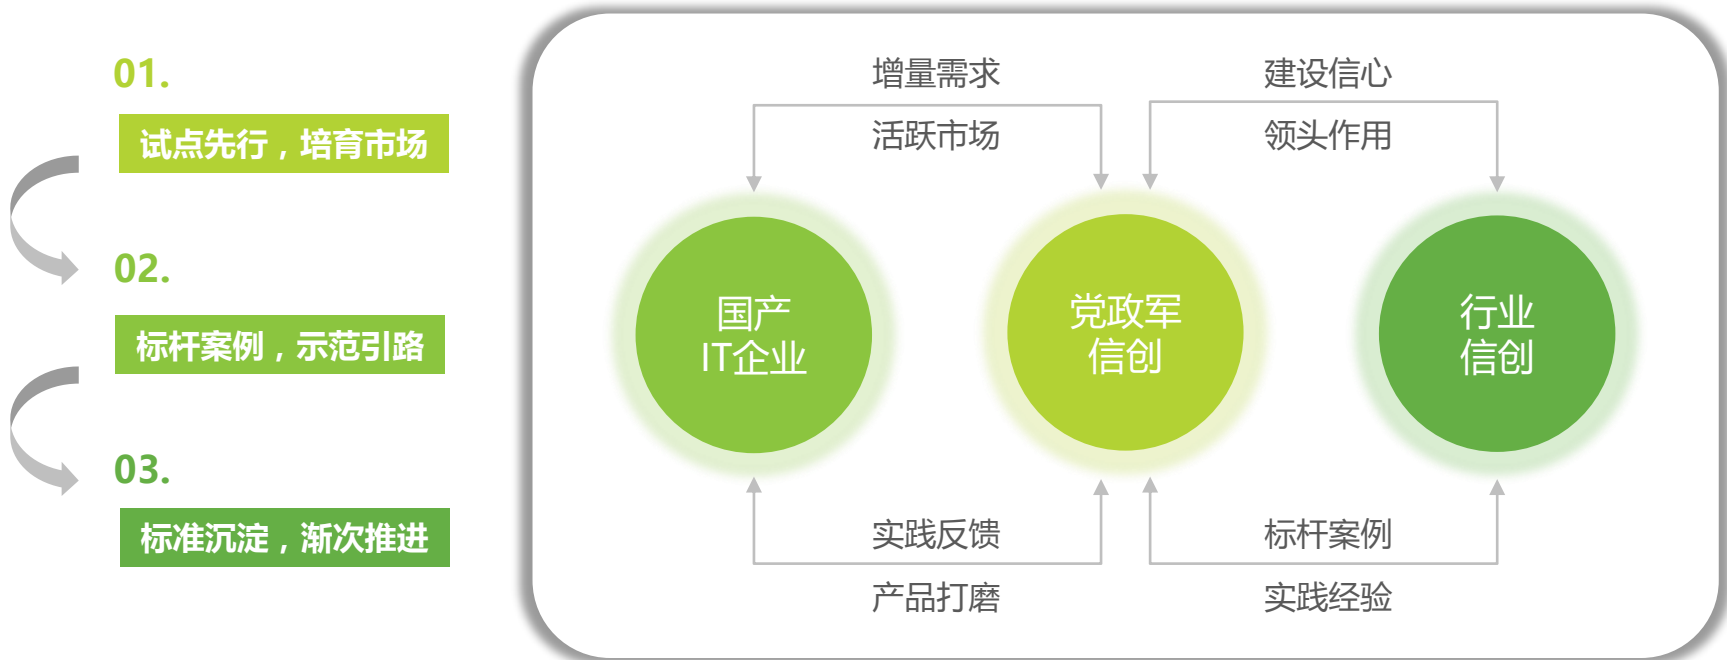 01.
试点先行，培育市场
02.
标杆案例，示范引路
03.
标准沉淀，渐次推进
增量需求
活跃市场
建设信心
领头作用
国产
IT企业
党政军
信创
行业
信创
实践反馈
产品打磨
标杆案例
实践经验